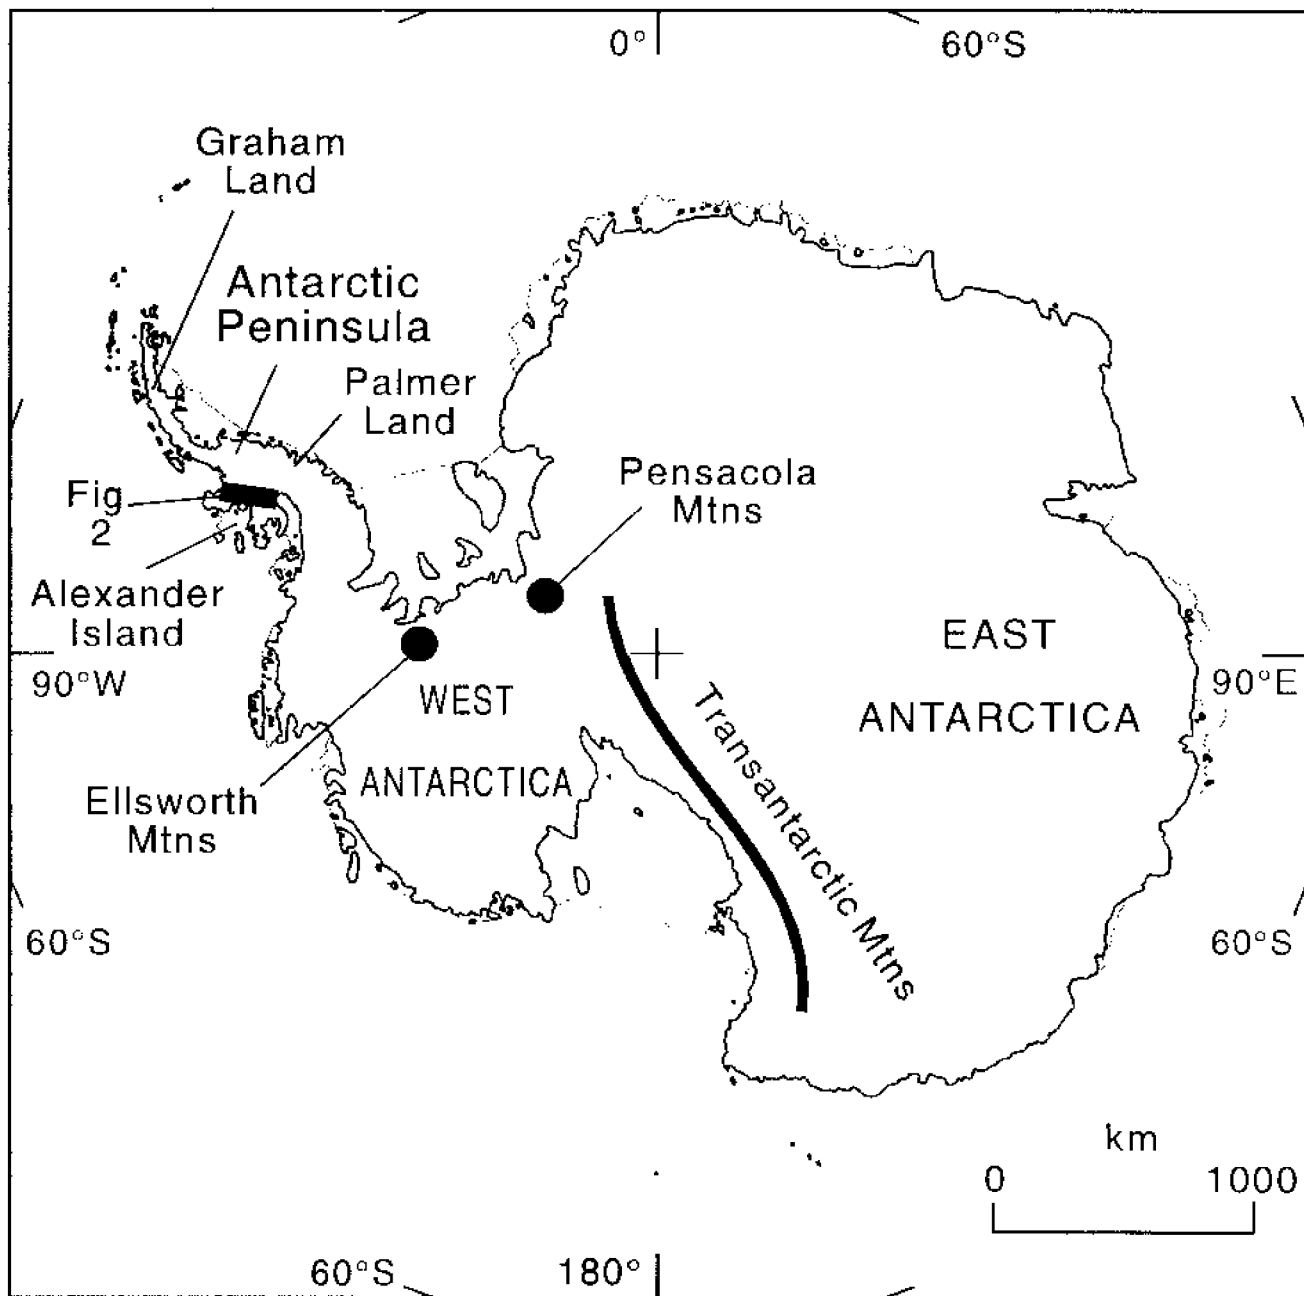 0°
60°S
Graham
Land
Antarctic
Peninsula
Palmer
Land
Pensacola
Mtns
Fig
2
Alexander
Island
90°W
EAST
ANTARCTICA
90°E
WEST
ANTARCTICA
Transantarctic Mtns
Ellsworth
Mtns
60°S
60°S
km
0 1000
60°S
180°